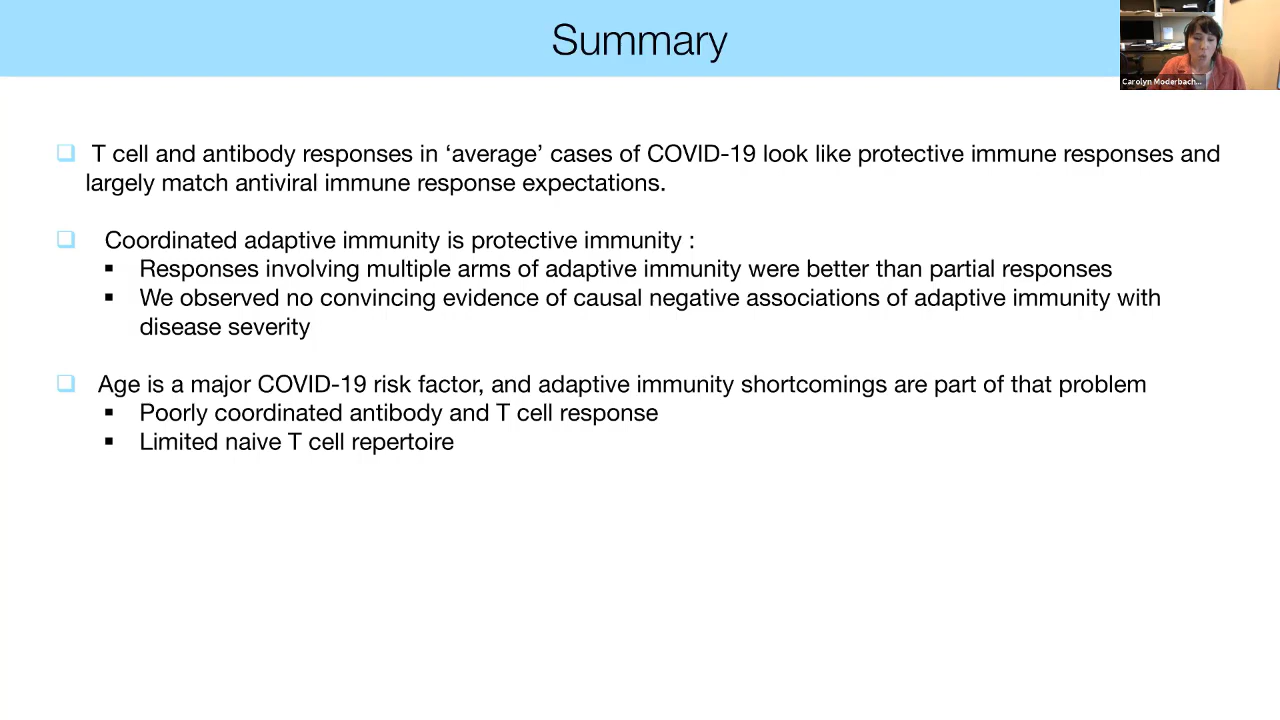 Summary
Carolyn Moderbach...
❑ T cell and antibody responses in ‘average’ cases of COVID-19 look like protective immune responses and
largely match antiviral immune response expectations.
❑ Coordinated adaptive immunity is protective immunity :
▪ Responses involving multiple arms of adaptive immunity were better than partial responses
▪ We observed no convincing evidence of causal negative associations of adaptive immunity with
disease severity
❑ Age is a major COVID-19 risk factor, and adaptive immunity shortcomings are part of that problem
▪ Poorly coordinated antibody and T cell response
▪ Limited naive T cell repertoire